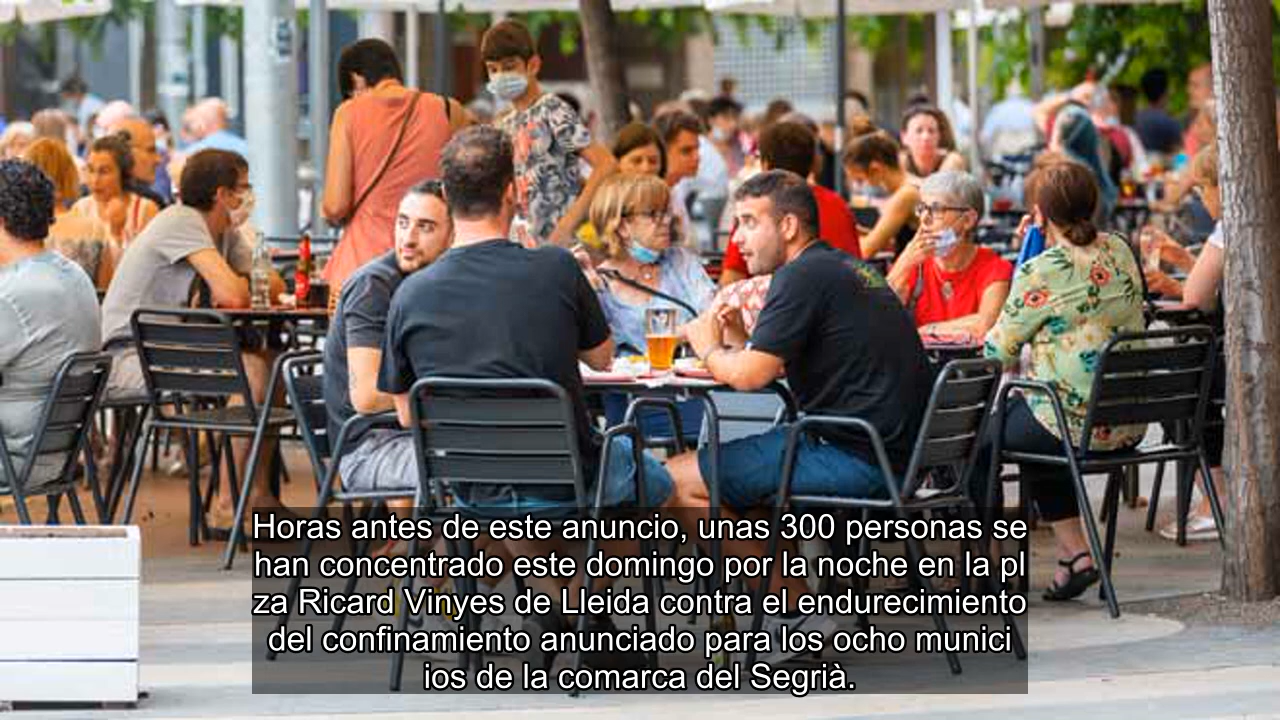 Horas antes de este anuncio, unas 300 personas se
han concentrado este domingo por la noche en la pl
za Ricard Vinyes de Lleida contra el endurecimiento
del confinamiento anunciado para los ocho munici
ios de la comarca del Segrià.